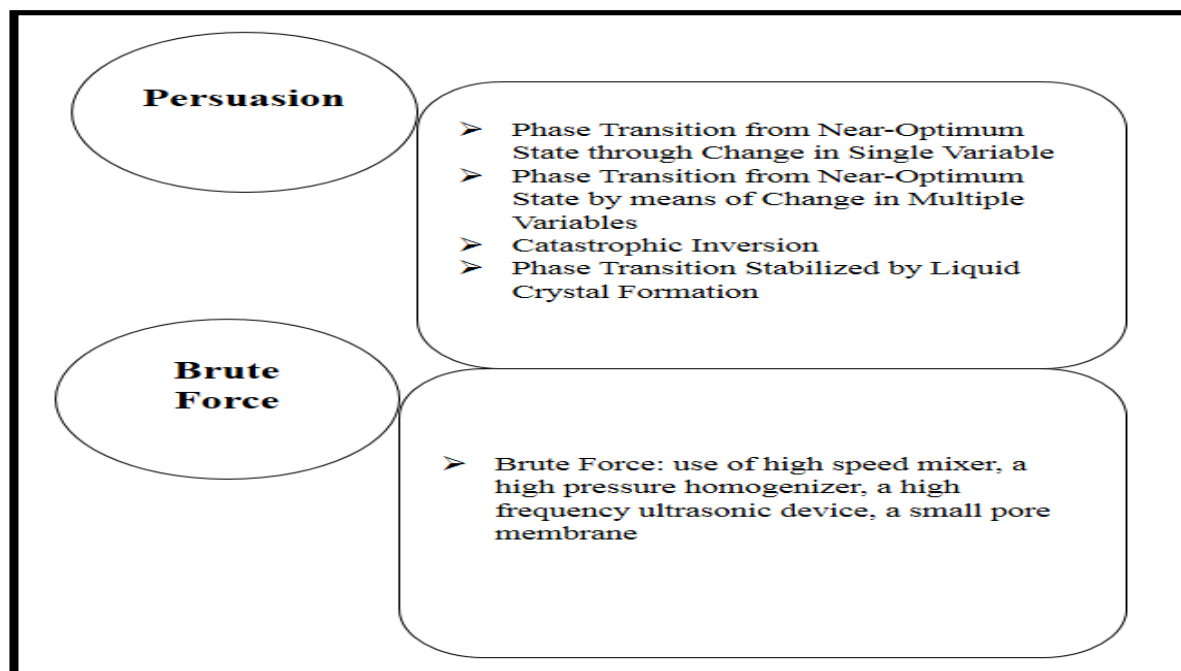 Persuasion
➢ Phase Transition from Near-Optimum
State through Change in Single Variable
➢ Phase Transition from Near-Optimum
State by means of Change in Multiple
Variables
➢ Catastrophic Inversion
➢ Phase Transition Stabilized by Liquid
Crystal Formation
Brute
Force
➢ Brute Force: use of high speed mixer, a
high pressure homogenizer, a high
frequency ultrasonic device, a small pore
membrane